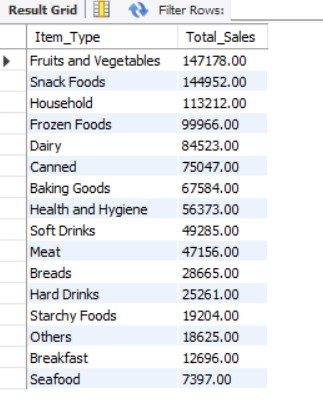 Result Grid Filter Rows:
Item_Type Total_Sales
Fruits and Vegetables 147178.00
Snack Foods 144952.00
Household 113212.00
Frozen Foods 99966.00
Dairy 84523.00
Canned 75047.00
Baking Goods 67584.00
Health and Hygiene 56373.00
Soft Drinks 49285.00
Meat 47156.00
Breads 28665.00
Hard Drinks 25261.00
Starchy Foods 19204.00
Others 18625.00
Breakfast 12696.00
Seafood 7397.00